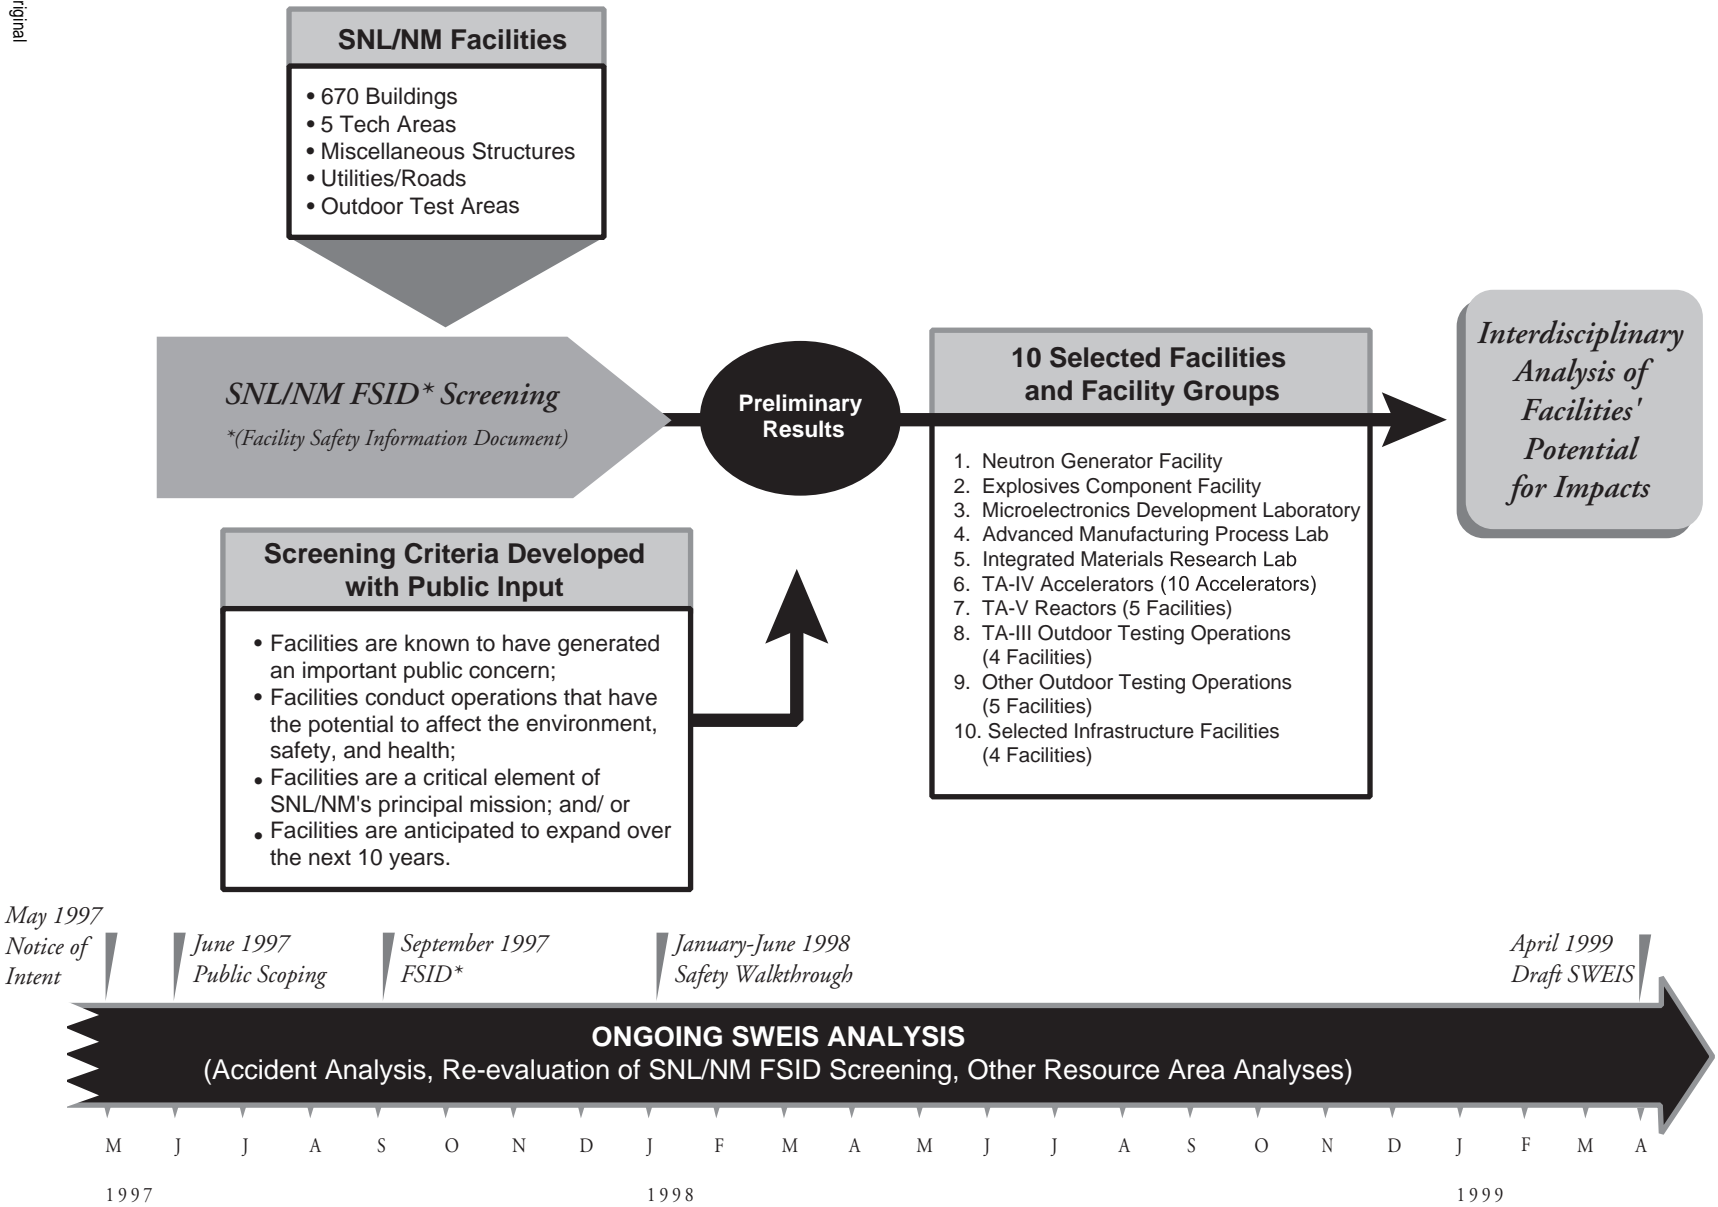 riginal
SNL/NM Facilities
• 670 Buildings
• 5 Tech Areas
• Miscellaneous Structures
• Utilities/Roads
• Outdoor Test Areas
SNL/NM FSID* Screening
*(Facility Safety Information Document)
Preliminary
Results
10 Selected Facilities
and Facility Groups
1. Neutron Generator Facility
2. Explosives Component Facility
3. Microelectronics Development Laboratory
4. Advanced Manufacturing Process Lab
5. Integrated Materials Research Lab
6. TA-IV Accelerators (10 Accelerators)
7. TA-V Reactors (5 Facilities)
8. TA-III Outdoor Testing Operations
(4 Facilities)
9. Other Outdoor Testing Operations
(5 Facilities)
10. Selected Infrastructure Facilities
(4 Facilities)
Interdisciplinary
Analysis of
Facilities'
Potential
for Impacts
Screening Criteria Developed
with Public Input
• Facilities are known to have generated
an important public concern;
• Facilities conduct operations that have
the potential to affect the environment,
safety, and health;
• Facilities are a critical element of
SNL/NM's principal mission; and/ or
• Facilities are anticipated to expand over
the next 10 years.
May 1997
Notice of
Intent
June 1997
Public Scoping
September 1997
FSID*
January-June 1998
Safety Walkthrough
April 1999
Draft SWEIS
ONGOING SWEIS ANALYSIS
(Accident Analysis, Re-evaluation of SNL/NM FSID Screening, Other Resource Area Analyses)
M J J A S O N D J F M A M J J A S O N D J F M A
1997 1998 1999